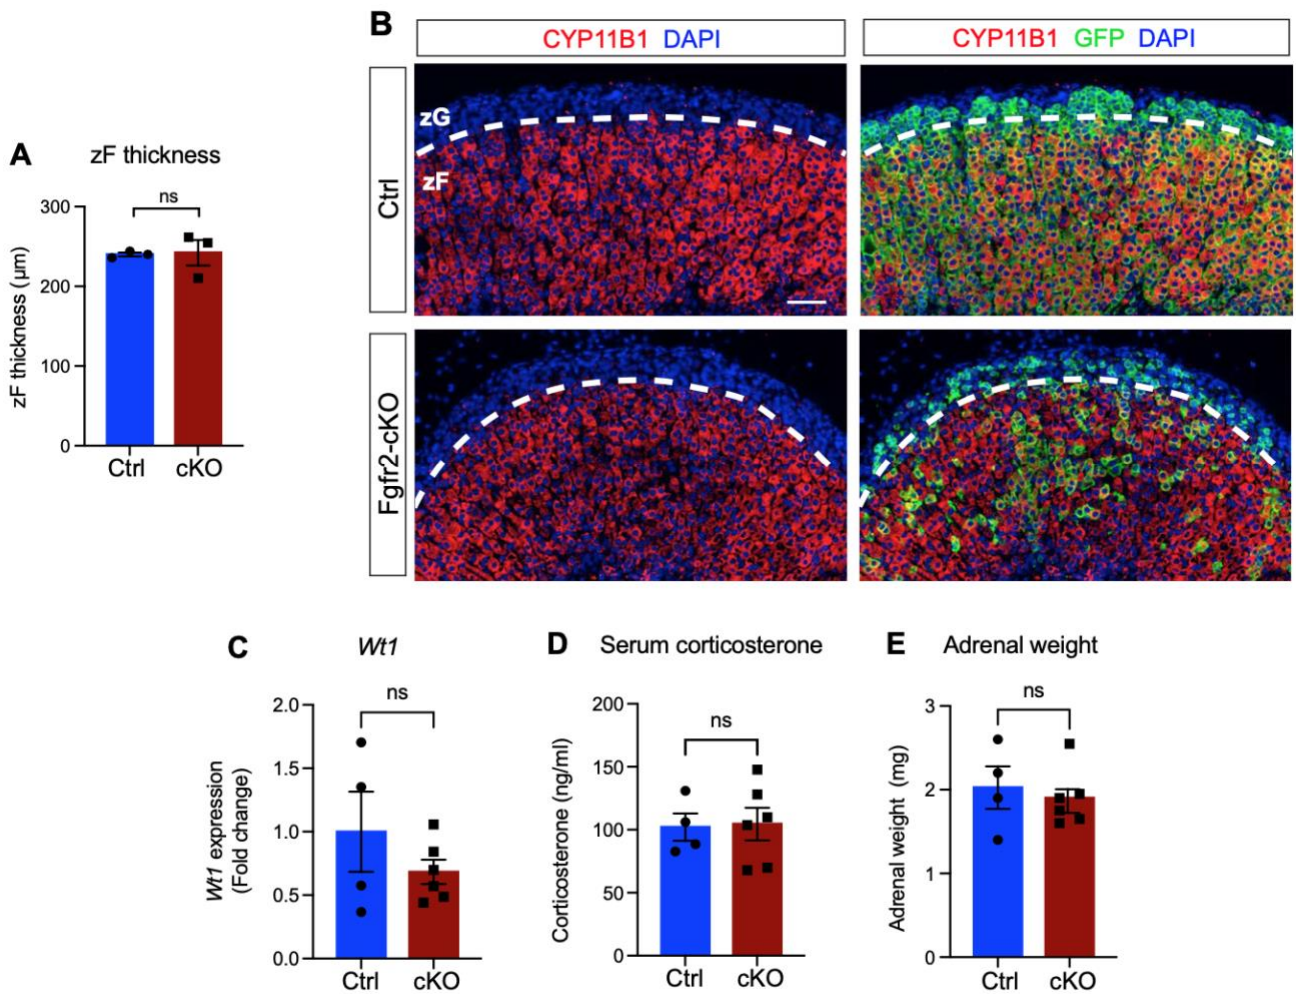 A
zF thickness
ns
300
200
100
0
zF thickness (µm)
Ctrl
cKO
B
CYP11B1 DAPI
CYP11B1 GFP DAPI
Ctrl
zG
zF
Fgfr2-cKO
C
Wt1
ns
2.0
1.5
1.0
0.5
0.0
Wt1 expression
(Fold change)
Ctrl
cKO
D
Serum corticosterone
ns
200
150
100
50
0
Corticosterone (ng/ml)
Ctrl
cKO
E
Adrenal weight
ns
3
2
1
0
Adrenal weight (mg)
Ctrl
cKO